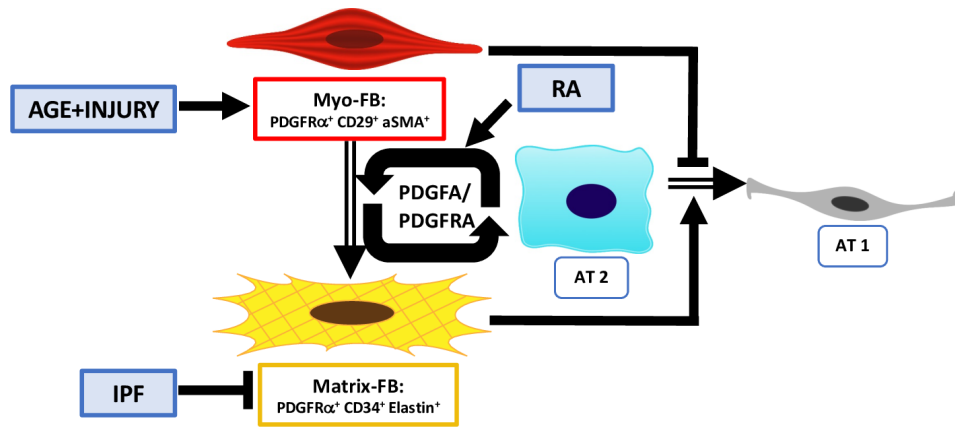 AGE+INJURY
Myo-FB:
PDGFRα⁺ CD29⁺ aSMA⁺
RA
PDGFA/
PDGFRA
AT 2
AT 1
IPF
Matrix-FB:
PDGFRα⁺ CD34⁺ Elastin⁺